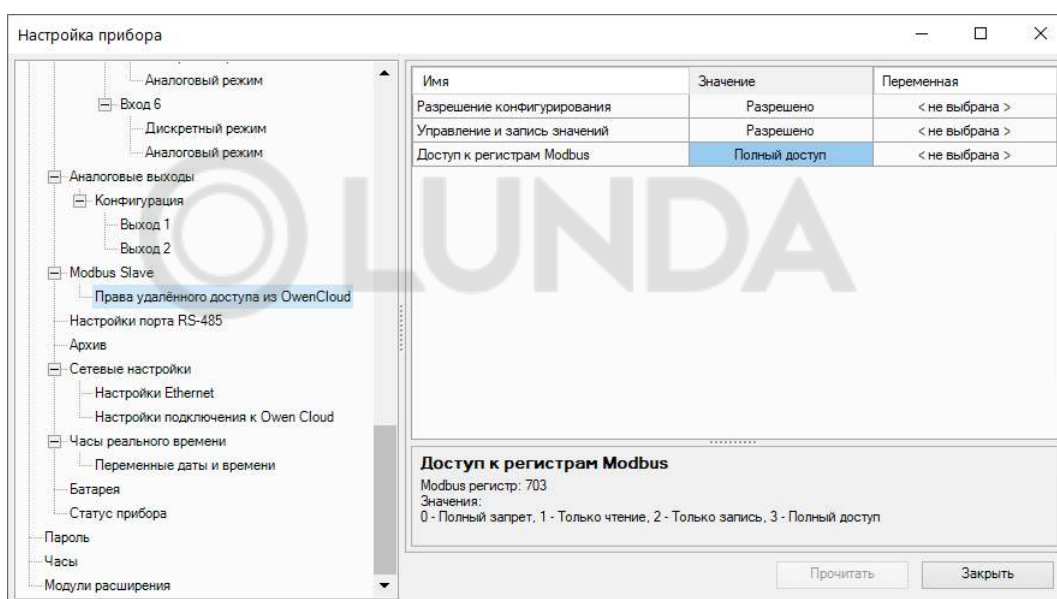 Настройка прибора
Аналоговый режим
Вход 6
Дискретный режим
Аналоговый режим
Аналоговые выходы
Конфигурация
Выход 1
Выход 2
Modbus Slave
Права удалённого доступа из OwenCloud
Настройки порта RS-485
Архив
Сетевые настройки
Настройки Ethernet
Настройки подключения к Owen Cloud
Часы реального времени
Переменные даты и времени
Батарея
Статус прибора
Пароль
Часы
Модули расширения
Имя Значение Переменная
Разрешение конфигурирования Разрешено < не выбрана >
Управление и запись значений Разрешено < не выбрана >
Доступ к регистрам Modbus Полный доступ < не выбрана >
LUNDA
Доступ к регистрам Modbus
Modbus регистр: 703
Значения:
0 - Полный запрет, 1 - Только чтение, 2 - Только запись, 3 - Полный доступ
Прочитать Закрыть